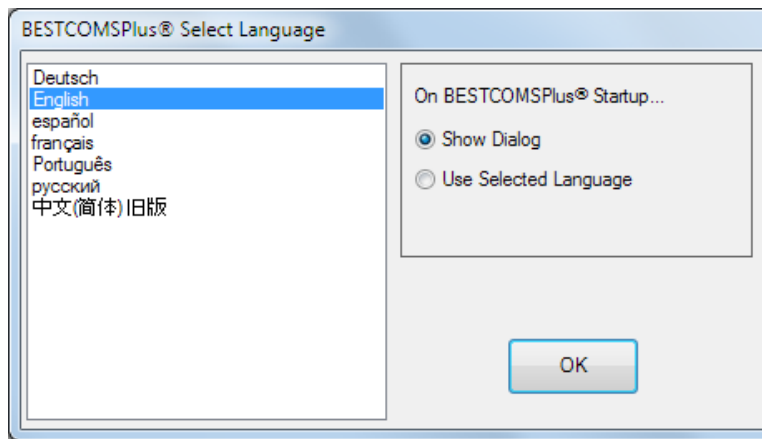 BESTCOMSPlus® Select Language
Deutsch
English
español
français
Português
русский
中文(简体) 旧版
On BESTCOMSPlus® Startup...
Show Dialog
Use Selected Language
OK